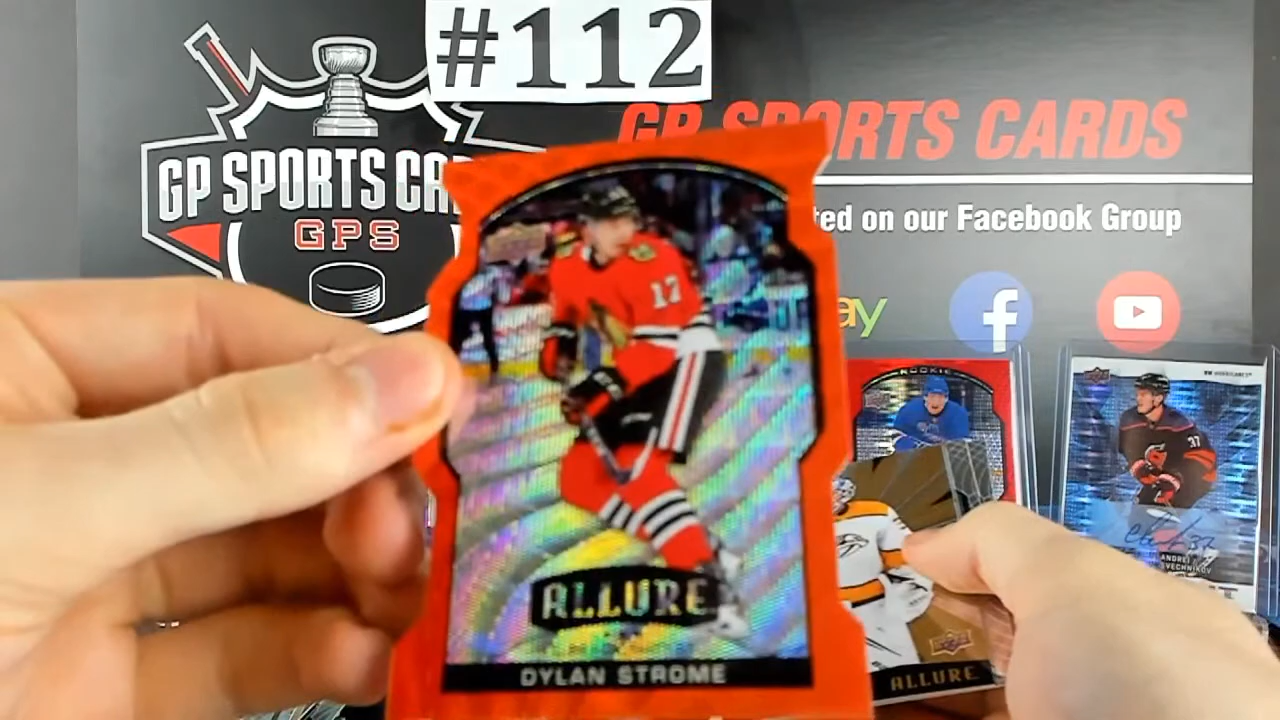 #112
GP SPORTS CARDS
GP SPORTS CA
GPS
ted on our Facebook Group
ay
f
17
ALLURE
DYLAN STROME
ROOKIE
ALLURE
37
ANDREI
SVECHNIKOV